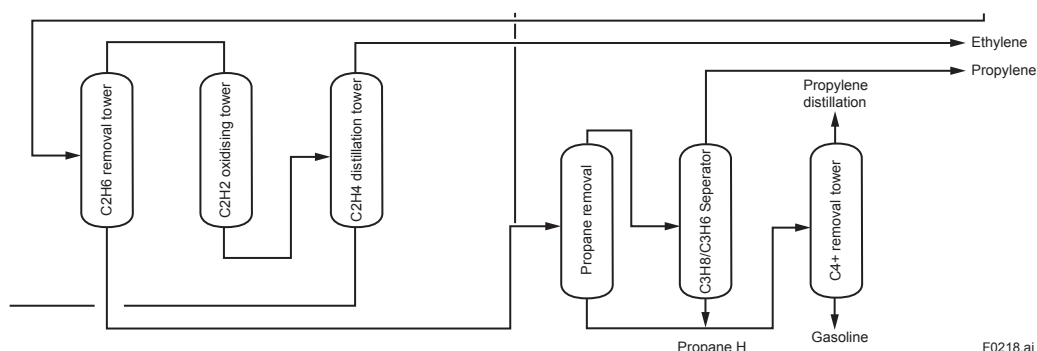 Ethylene
Propylene
Propylene
distillation
C2H6 removal tower
C2H2 oxidising tower
C2H4 distillation tower
Propane removal
C3H8/C3H6 Seperator
C4+ removal tower
Propane H
Gasoline
F0218.ai